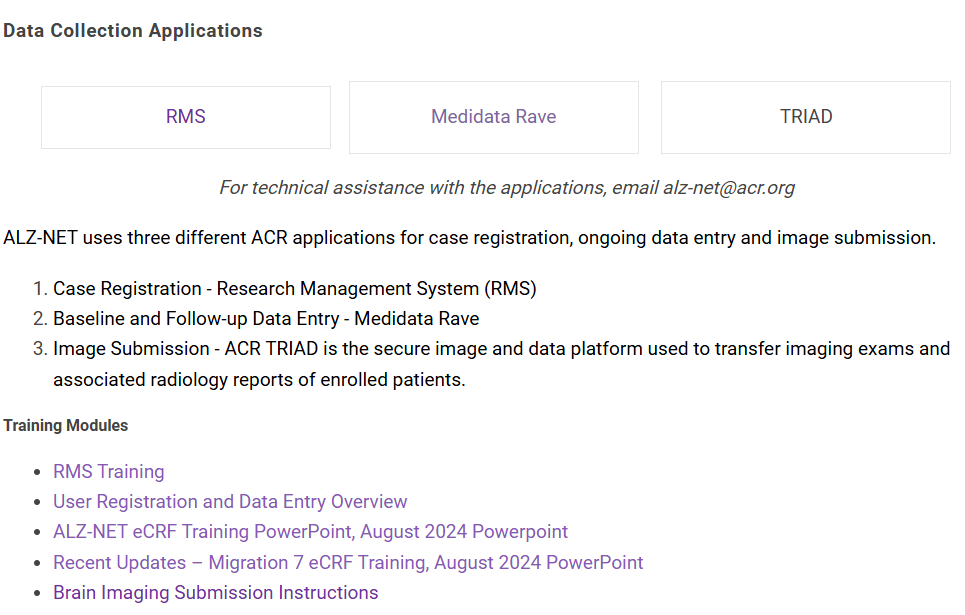 Data Collection Applications
RMS
Medidata Rave
TRIAD
For technical assistance with the applications, email alz-net@acr.org
ALZ-NET uses three different ACR applications for case registration, ongoing data entry and image submission.
1. Case Registration - Research Management System (RMS)
2. Baseline and Follow-up Data Entry - Medidata Rave
3. Image Submission - ACR TRIAD is the secure image and data platform used to transfer imaging exams and
associated radiology reports of enrolled patients.
Training Modules
• RMS Training
• User Registration and Data Entry Overview
• ALZ-NET eCRF Training PowerPoint, August 2024 Powerpoint
• Recent Updates – Migration 7 eCRF Training, August 2024 PowerPoint
• Brain Imaging Submission Instructions